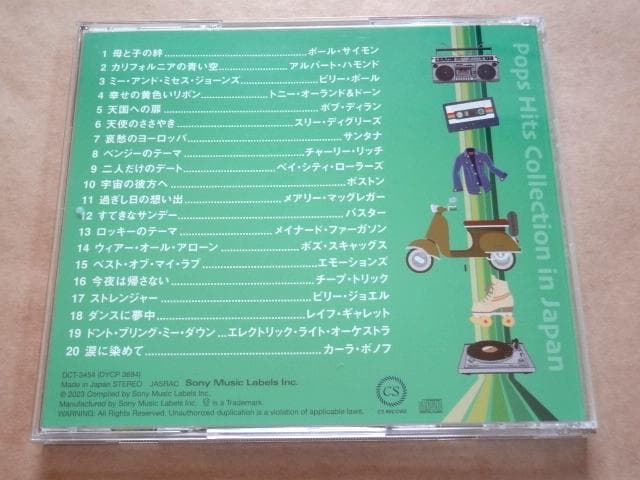 1 母と子の絆 ポール・サイモン
2 カリフォルニアの青い空 アルバート・ハモンド
3 ミー・アンド・ミセス・ジョーンズ ビリー・ポール
4 幸せの黄色いリボン トニー・オーランド&ドーン
5 天国への扉 ボブ・ディラン
6 天使のささやき スリー・ディグリーズ
7 哀愁のヨーロッパ サンタナ
8 ベンジーのテーマ チャーリー・リッチ
9 二人だけのデート ベイ・シティ・ローラーズ
10 宇宙の彼方へ ボストン
11 過ぎし日の想い出 メアリー・マッグレガー
12 すてきなサンデー バスター
13 ロッキーのテーマ メイナード・ファーガソン
14 ウィアー・オール・アローン ボズ・スキャッグス
15 ベスト・オブ・マイ・ラブ エモーションズ
16 今夜は帰さない チープ・トリック
17 ストレンジャー ビリー・ジョエル
18 ダンスに夢中 レイフ・ギャレット
19 ドント・ブリング・ミー・ダウン エレクトリック・ライト・オーケストラ
20 涙に染めて カーラ・ボノフ
DCT-3454 (DYCP 3694)
Made in Japan STEREO JASRAC Sony Music Labels Inc.
℗ 2023 Compiled by Sony Music Labels Inc.
Manufactured by Sony Music Labels Inc. is a Trademark.
WARNING: All Rights Reserved. Unauthorized duplication is a violation of applicable laws.
CS
CS RECORD
Pops Hits Collection in Japan